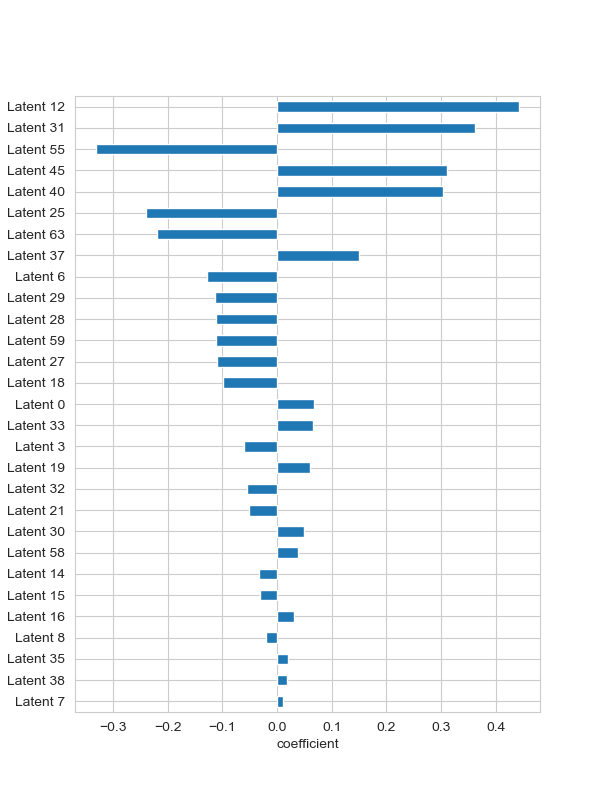 Latent 12
Latent 31
Latent 55
Latent 45
Latent 40
Latent 25
Latent 63
Latent 37
Latent 6
Latent 29
Latent 28
Latent 59
Latent 27
Latent 18
Latent 0
Latent 33
Latent 3
Latent 19
Latent 32
Latent 21
Latent 30
Latent 58
Latent 14
Latent 15
Latent 16
Latent 8
Latent 35
Latent 38
Latent 7
−0.3 −0.2 −0.1 0.0 0.1 0.2 0.3 0.4
coefficient